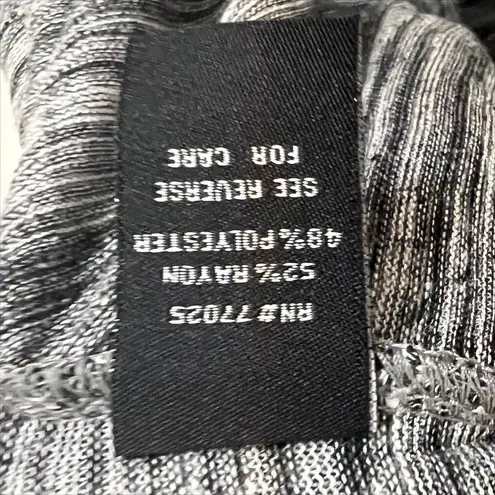 RN# 77025
52% RAYON
48% POLYESTER
SEE REVERSE
FOR CARE